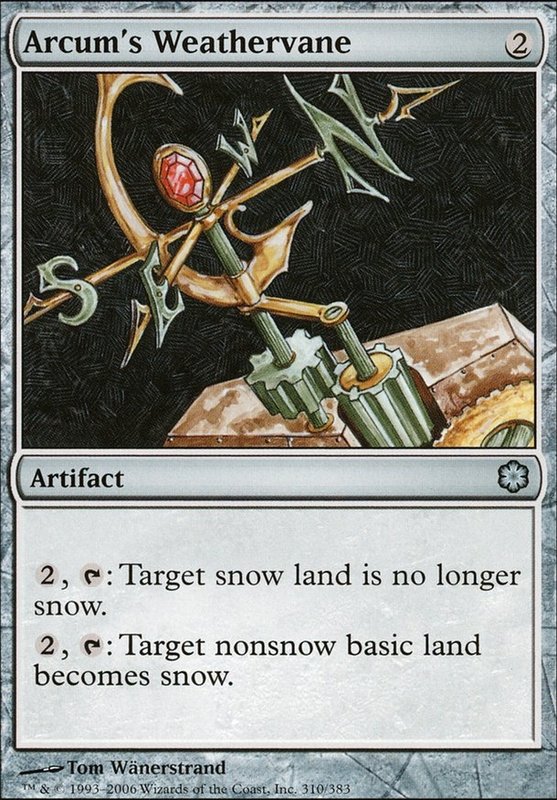 Arcum's Weathervane 2
N
W
S E
Artifact
2, : Target snow land is no longer
snow.
2, : Target nonsnow basic land
becomes snow.
Tom Wänerstrand
™ & © 1993–2006 Wizards of the Coast, Inc. 310/383